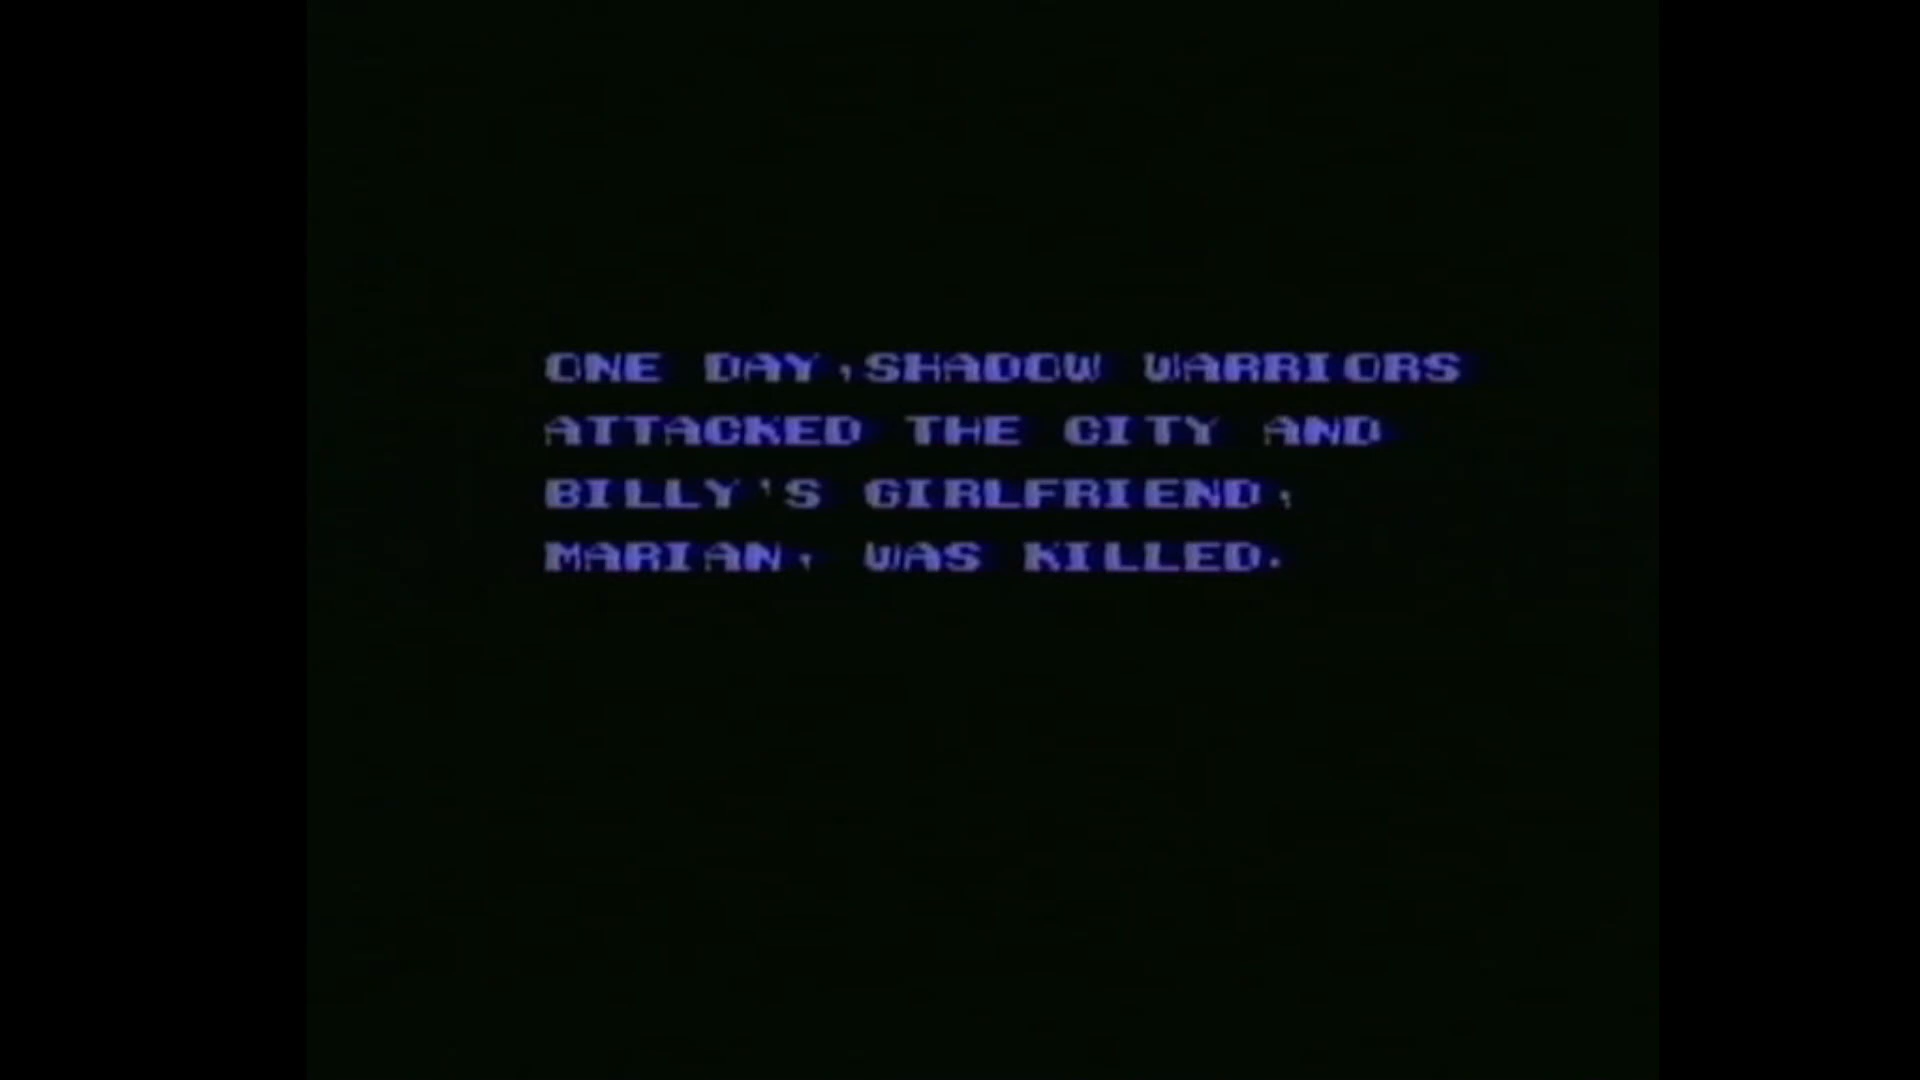 ONE DAY,SHADOW WARRIORS
ATTACKED THE CITY AND
BILLY'S GIRLFRIEND,
MARIAN, WAS KILLED.